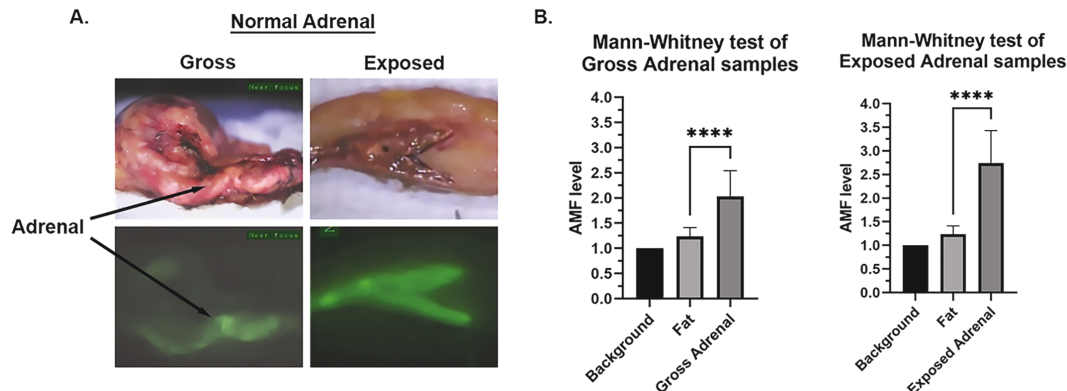 A.
Normal Adrenal
Gross
Exposed
Near focus
Adrenal
Near focus
Z
B.
Mann-Whitney test of
Gross Adrenal samples
****
AMF level
4.0
3.5
3.0
2.5
2.0
1.5
1.0
0.5
0.0
Background
Fat
Gross Adrenal
Mann-Whitney test of
Exposed Adrenal samples
****
AMF level
4.0
3.5
3.0
2.5
2.0
1.5
1.0
0.5
0.0
Background
Fat
Exposed Adrenal